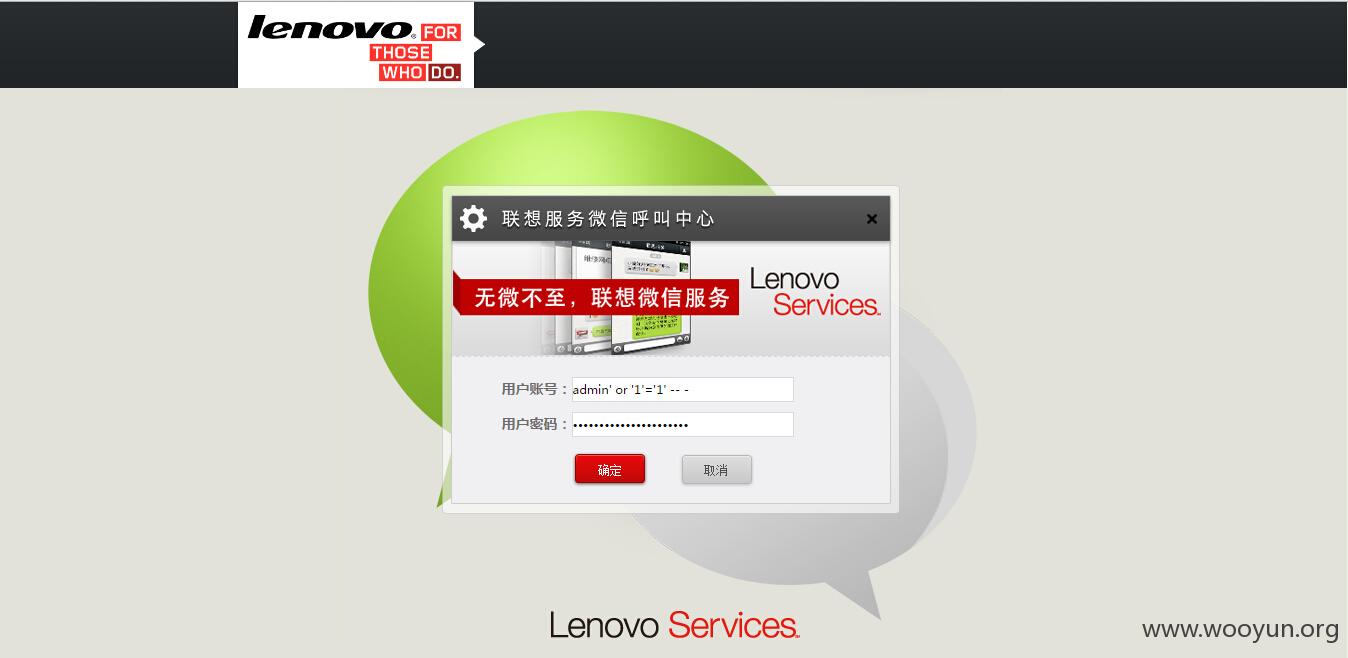 lenovo FOR
THOSE
WHO DO.
联想服务微信呼叫中心
无微不至，联想微信服务
Lenovo
Services
用户账号：admin' or '1'='1' -- -
用户密码：••••••••••••••••••••••
确定 取消
Lenovo Services
www.wooyun.org